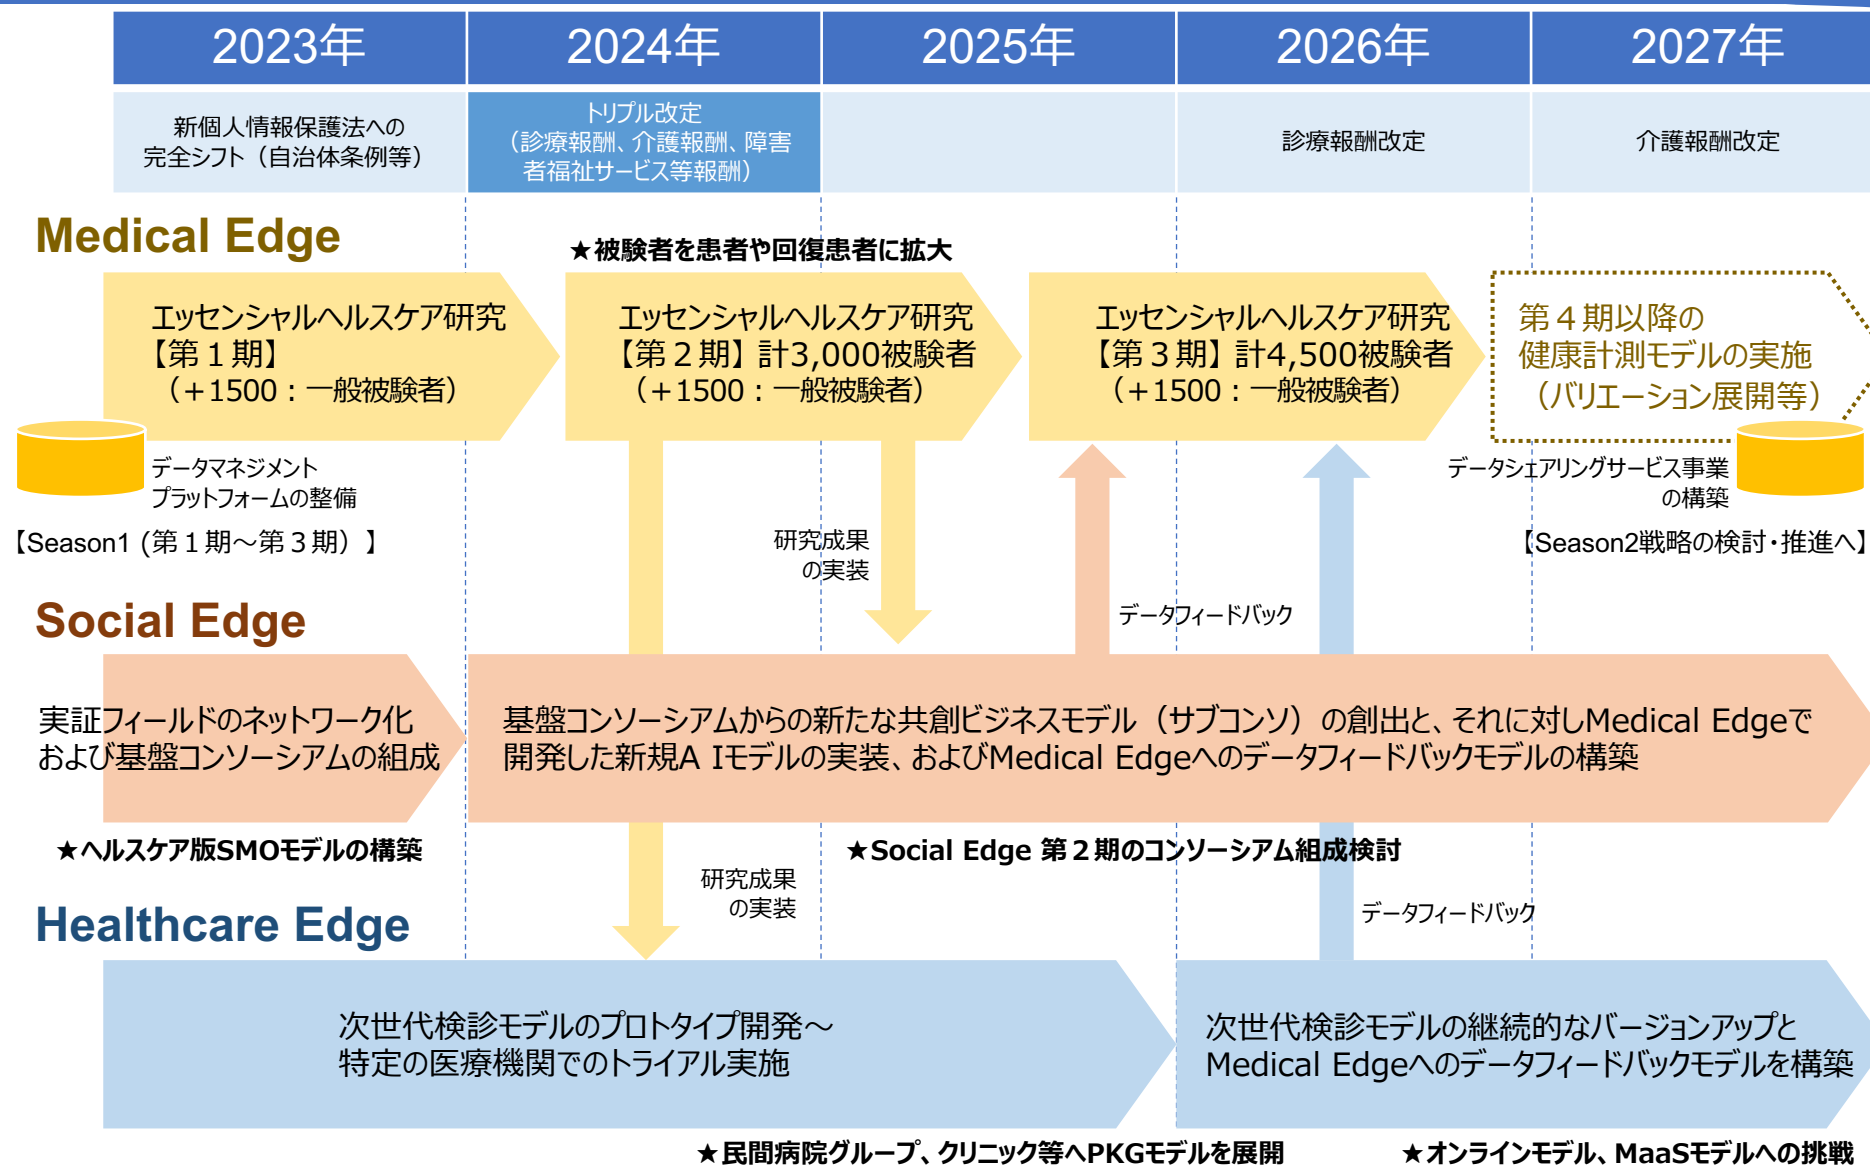 2023年
2024年
2025年
2026年
2027年
新個人情報保護法への
完全シフト（自治体条例等）
トリプル改定
（診療報酬、介護報酬、障害
者福祉サービス等報酬）
診療報酬改定
介護報酬改定
Medical Edge
★被験者を患者や回復患者に拡大
エッセンシャルヘルスケア研究
【第１期】
（+1500：一般被験者）
エッセンシャルヘルスケア研究
【第２期】計3,000被験者
（+1500：一般被験者）
エッセンシャルヘルスケア研究
【第３期】計4,500被験者
（+1500：一般被験者）
第４期以降の
健康計測モデルの実施
（バリエーション展開等）
データマネジメント
プラットフォームの整備
データシェアリングサービス事業
の構築
【Season1 (第１期～第３期）】
【Season2戦略の検討・推進へ】
研究成果
の実装
データフィードバック
Social Edge
実証フィールドのネットワーク化
および基盤コンソーシアムの組成
基盤コンソーシアムからの新たな共創ビジネスモデル（サブコンソ）の創出と、それに対しMedical Edgeで
開発した新規A Iモデルの実装、およびMedical Edgeへのデータフィードバックモデルの構築
★ヘルスケア版SMOモデルの構築
★Social Edge 第２期のコンソーシアム組成検討
研究成果
の実装
データフィードバック
Healthcare Edge
次世代検診モデルのプロトタイプ開発～
特定の医療機関でのトライアル実施
次世代検診モデルの継続的なバージョンアップと
Medical Edgeへのデータフィードバックモデルを構築
★民間病院グループ、クリニック等へPKGモデルを展開
★オンラインモデル、MaaSモデルへの挑戦